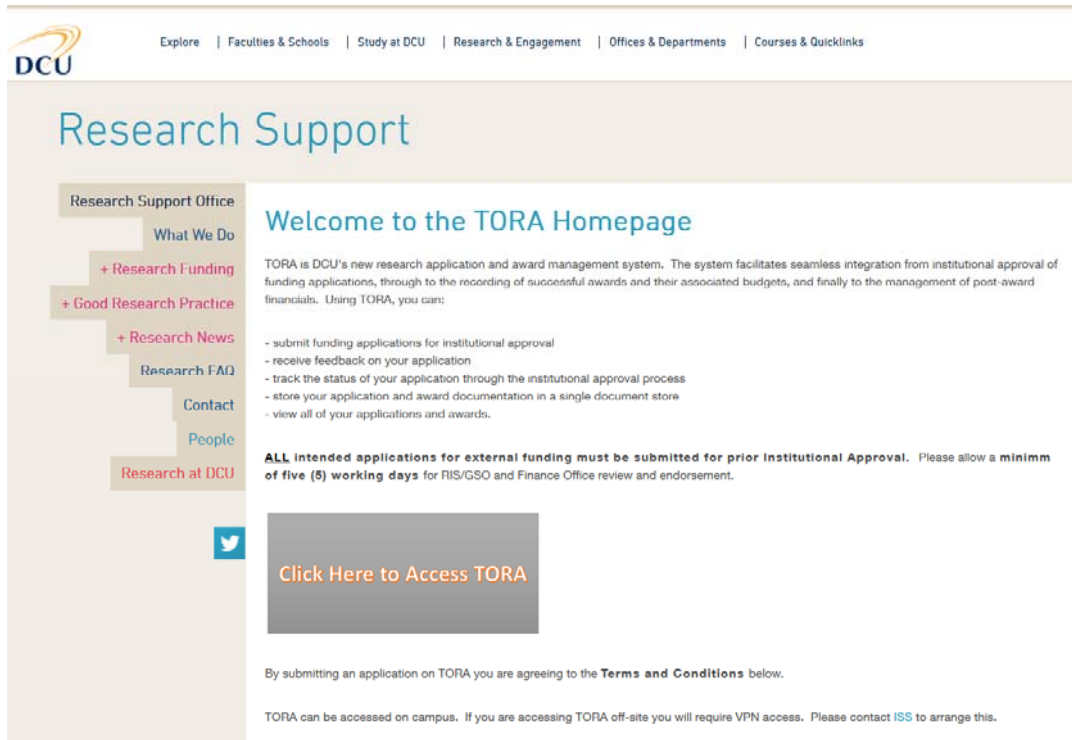 DCU
Explore | Faculties & Schools | Study at DCU | Research & Engagement | Offices & Departments | Courses & Quicklinks
Research Support
Research Support Office
What We Do
+ Research Funding
+ Good Research Practice
+ Research News
Research FAQ
Contact
People
Research at DCU
Welcome to the TORA Homepage
TORA is DCU's new research application and award management system. The system facilitates seamless integration from institutional approval of
funding applications, through to the recording of successful awards and their associated budgets, and finally to the management of post-award
financials. Using TORA, you can:
- submit funding applications for institutional approval
- receive feedback on your application
- track the status of your application through the institutional approval process
- store your application and award documentation in a single document store
- view all of your applications and awards.
ALL intended applications for external funding must be submitted for prior Institutional Approval. Please allow a minimm
of five (5) working days for RIS/GSO and Finance Office review and endorsement.
Click Here to Access TORA
By submitting an application on TORA you are agreeing to the Terms and Conditions below.
TORA can be accessed on campus. If you are accessing TORA off-site you will require VPN access. Please contact ISS to arrange this.